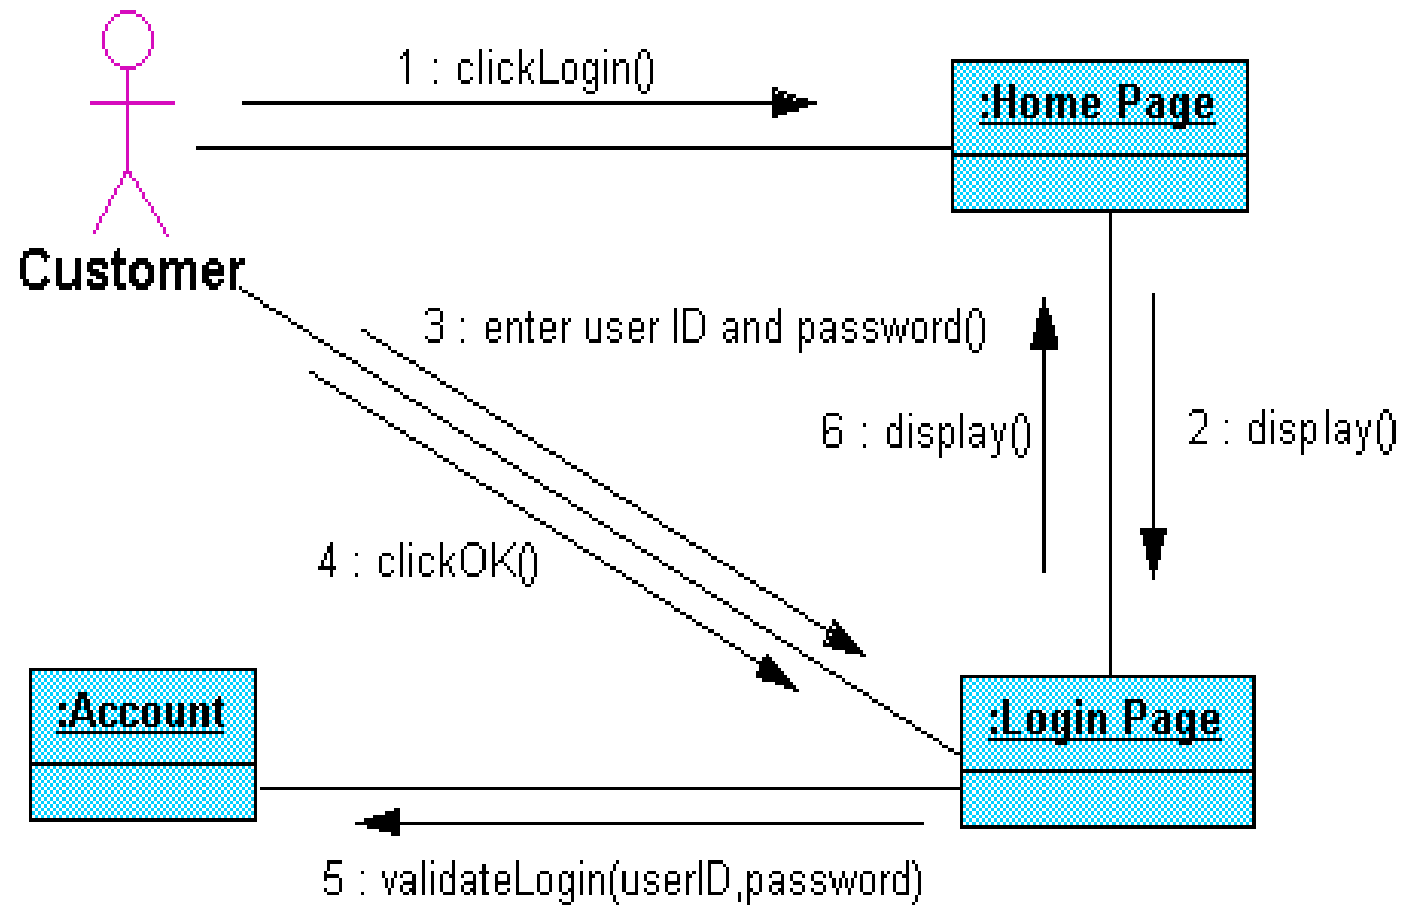 1 : clickLogin()
:Home Page
Customer
3 : enter user ID and password()
6 : display()
2 : display()
4 : clickOK()
:Account
:Login Page
5 : validateLogin(userID,password)